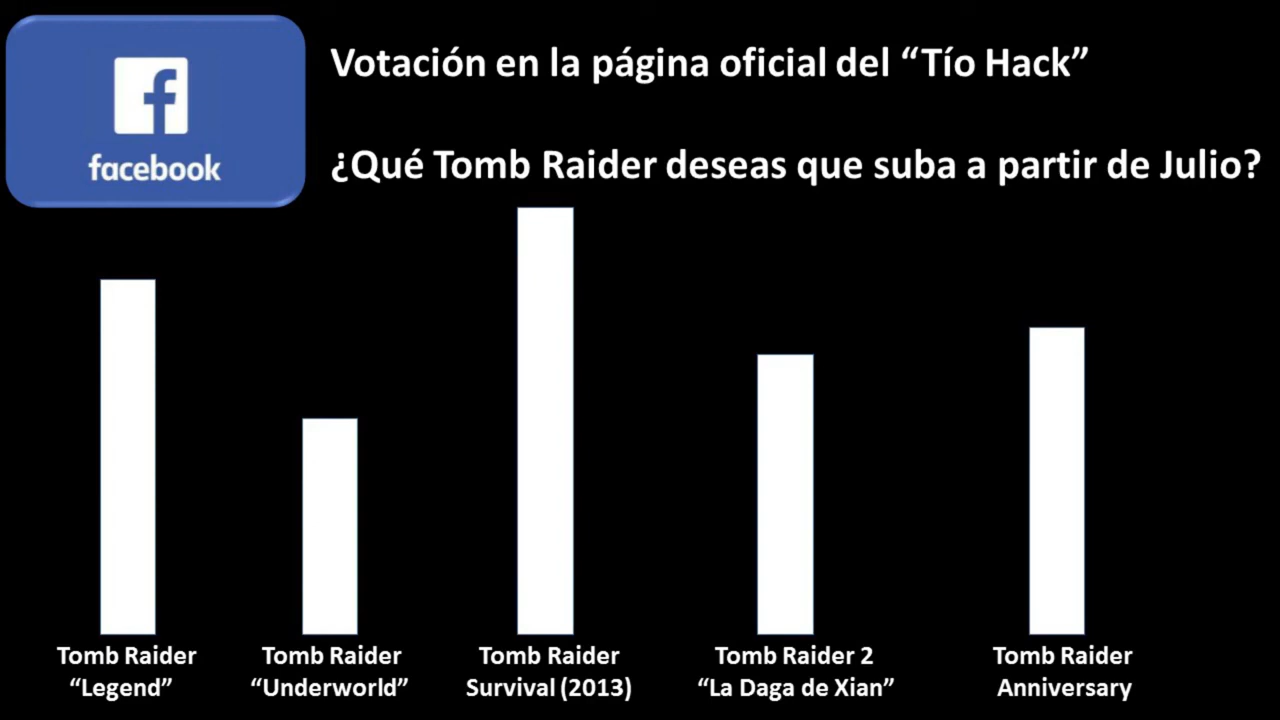 facebook
Votación en la página oficial del “Tío Hack”
¿Qué Tomb Raider deseas que suba a partir de Julio?
Tomb Raider
“Legend”
Tomb Raider
“Underworld”
Tomb Raider
Survival (2013)
Tomb Raider 2
“La Daga de Xian”
Tomb Raider
Anniversary